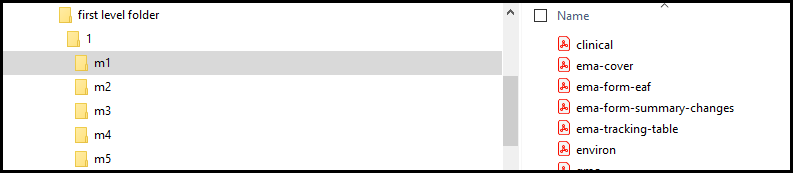 first level folder
1
m1
m2
m3
m4
m5
Name
clinical
ema-cover
ema-form-eaf
ema-form-summary-changes
ema-tracking-table
environ